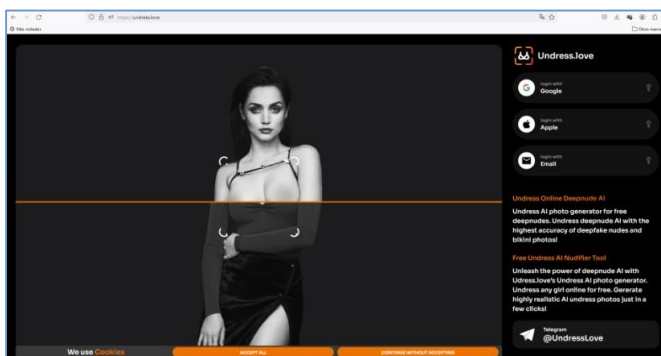 https://undress.love
Más visitados
Undress.love
login with
Google
login with
Apple
login with
Email
Undress Online Deepnude AI
Undress AI photo generator for free
deepnudes. Undress deepnude AI with the
highest accuracy of deepfake nudes and
bikini photos!
Free Undress AI Nudifier Tool
Unleash the power of deepnude AI with
Udress.love's Undress AI photo generator.
Undress any girl online for free. Gererate
highly realistic AI undress photos just in a
few clicks!
Telegram
@UndressLove
We use Cookies
ACCEPT ALL
CONTINUE WITHOUT ACCEPTING